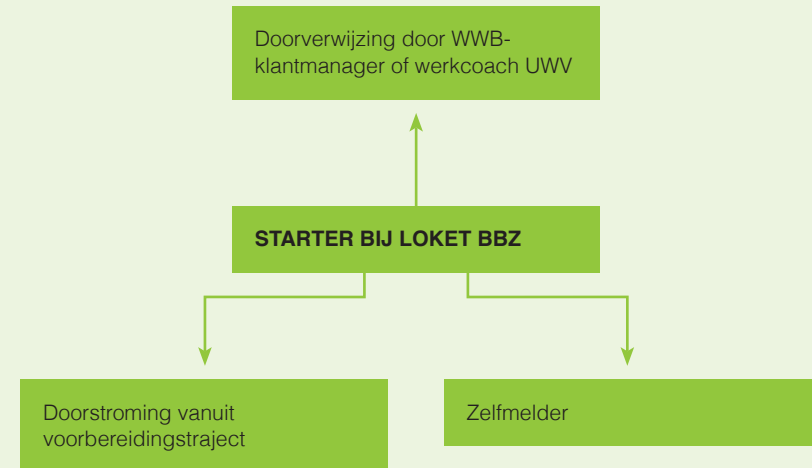 Doorverwijzing door WWB-
klantmanager of werkcoach UWV
STARTER BIJ LOKET BBZ
Doorstroming vanuit
voorbereidingstraject
Zelfmelder